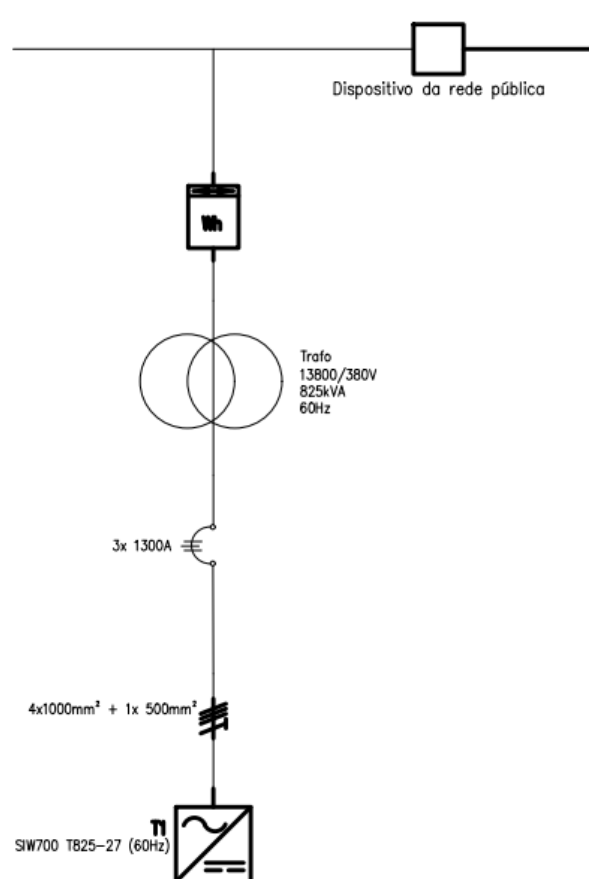 Dispositivo da rede pública
Wh
Trafo
13800/380V
825kVA
60Hz
3x 1300A
4x1000mm² + 1x 500mm²
T1
SIW700 T825-27 (60Hz)